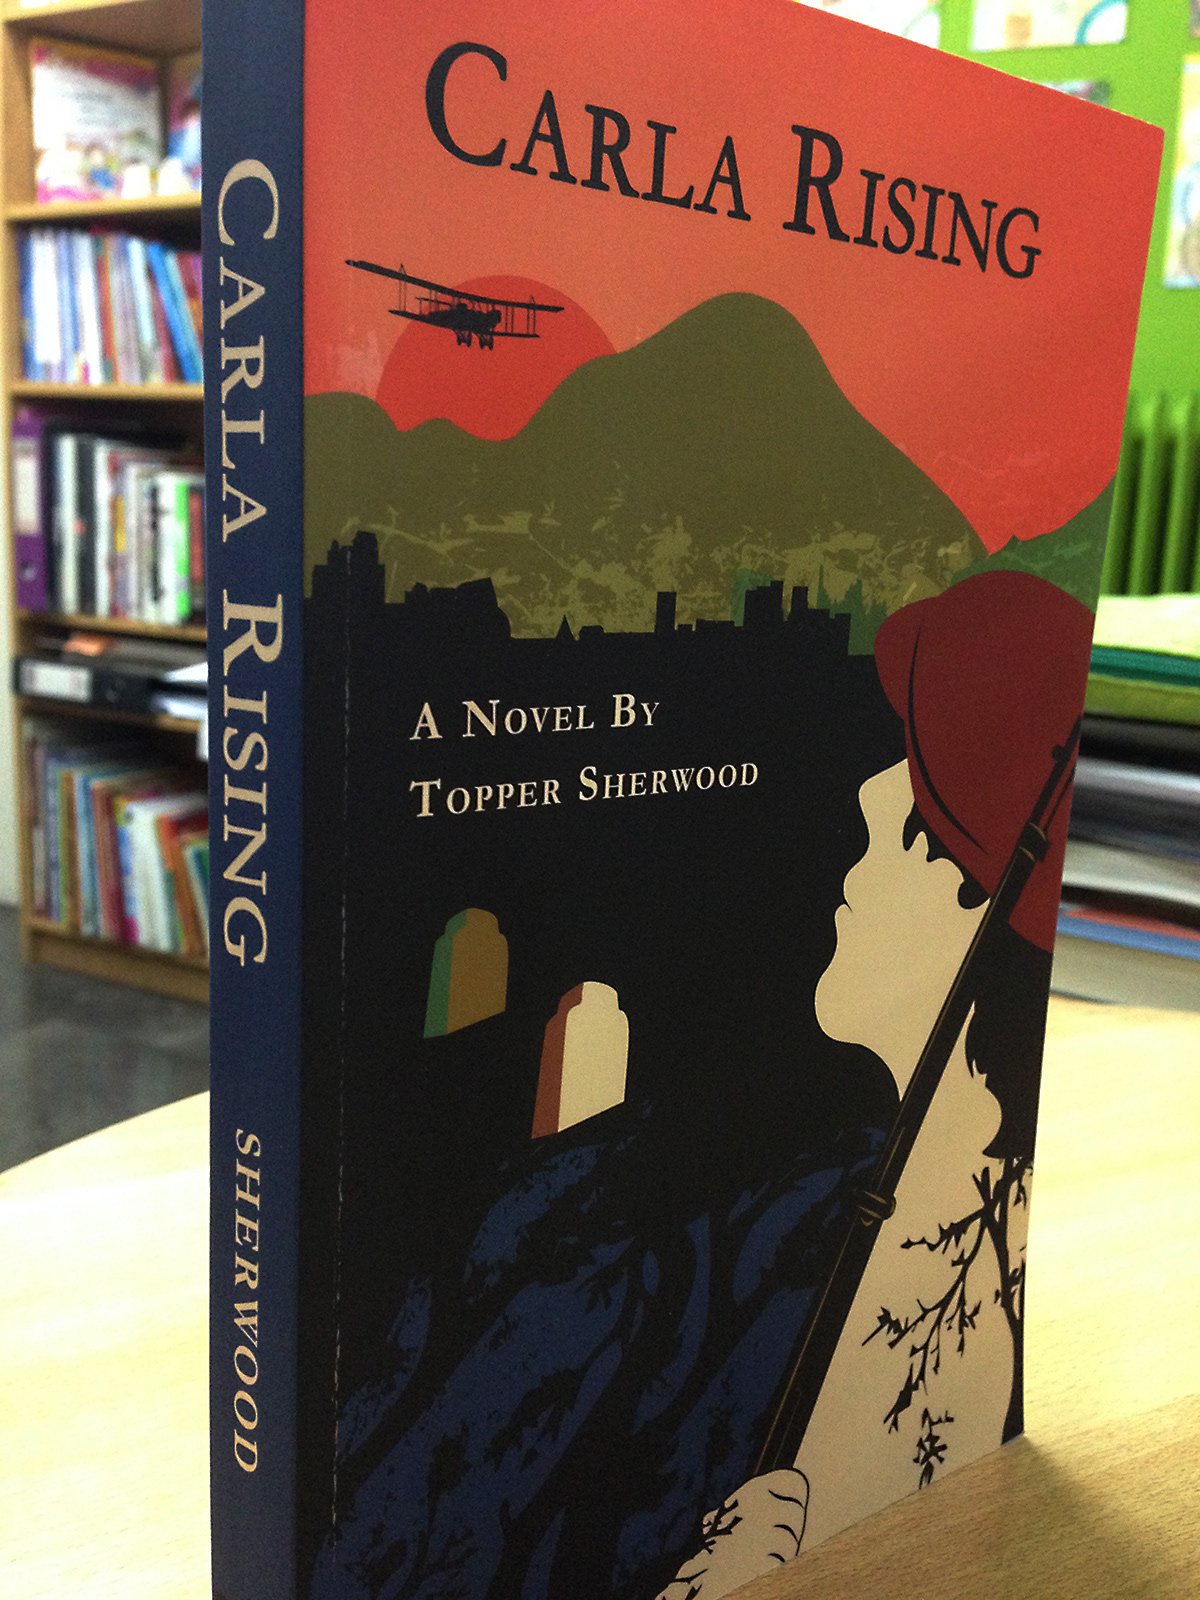 CARLA RISING
A NOVEL BY
TOPPER SHERWOOD
CARLA RISING
SHERWOOD